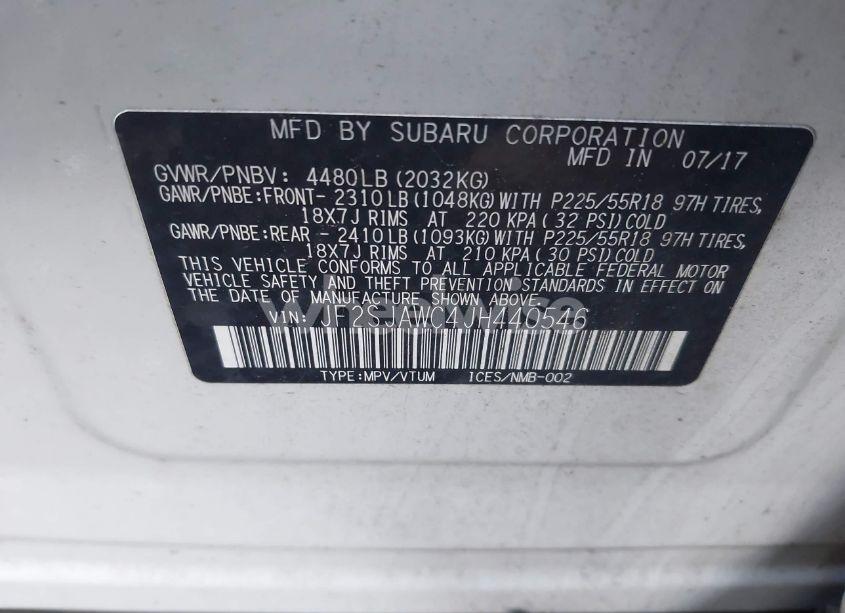 MFD BY SUBARU CORPORATION
MFD IN 07/17
GVWR/PNBV: 4480LB(2032KG)
GAWR/PNBE:FRONT- 2310LB(1048KG)WITH P225/55R18 97H TIRES,
18X7J RIMS AT 220 KPA( 32 PSI)COLD
GAWR/PNBE:REAR - 2410LB(1093KG)WITH P225/55R18 97H TIRES,
18X7J RIMS AT 210 KPA( 30 PSI)COLD
THIS VEHICLE CONFORMS TO ALL APPLICABLE FEDERAL MOTOR
VEHICLE SAFETY AND THEFT PREVENTION STANDARDS IN EFFECT ON
THE DATE OF MANUFACTURE SHOWN ABOVE.
VIN: JF2SJAWC4JH440546
TYPE:MPV/VTUM ICES/NMB-002